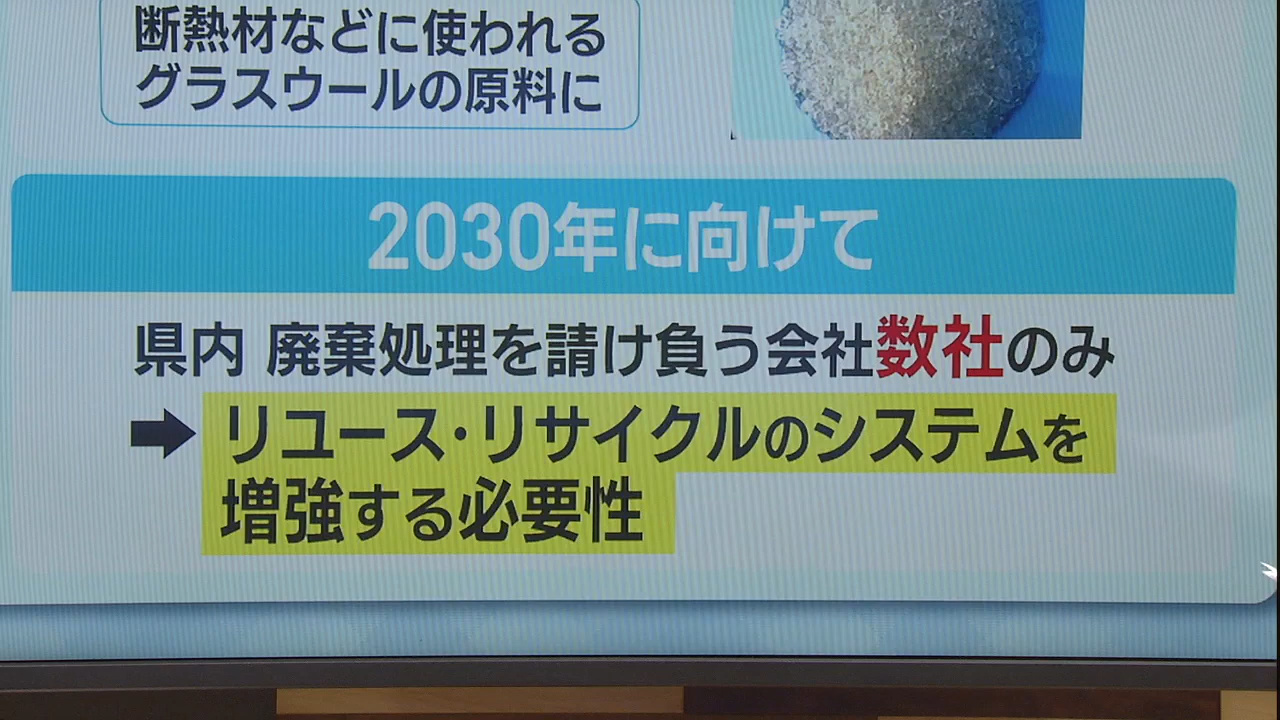 断熱材などに使われる
グラスウールの原料に
2030年に向けて
県内 廃棄処理を請け負う会社数社のみ
➡ リユース・リサイクルのシステムを
増強する必要性